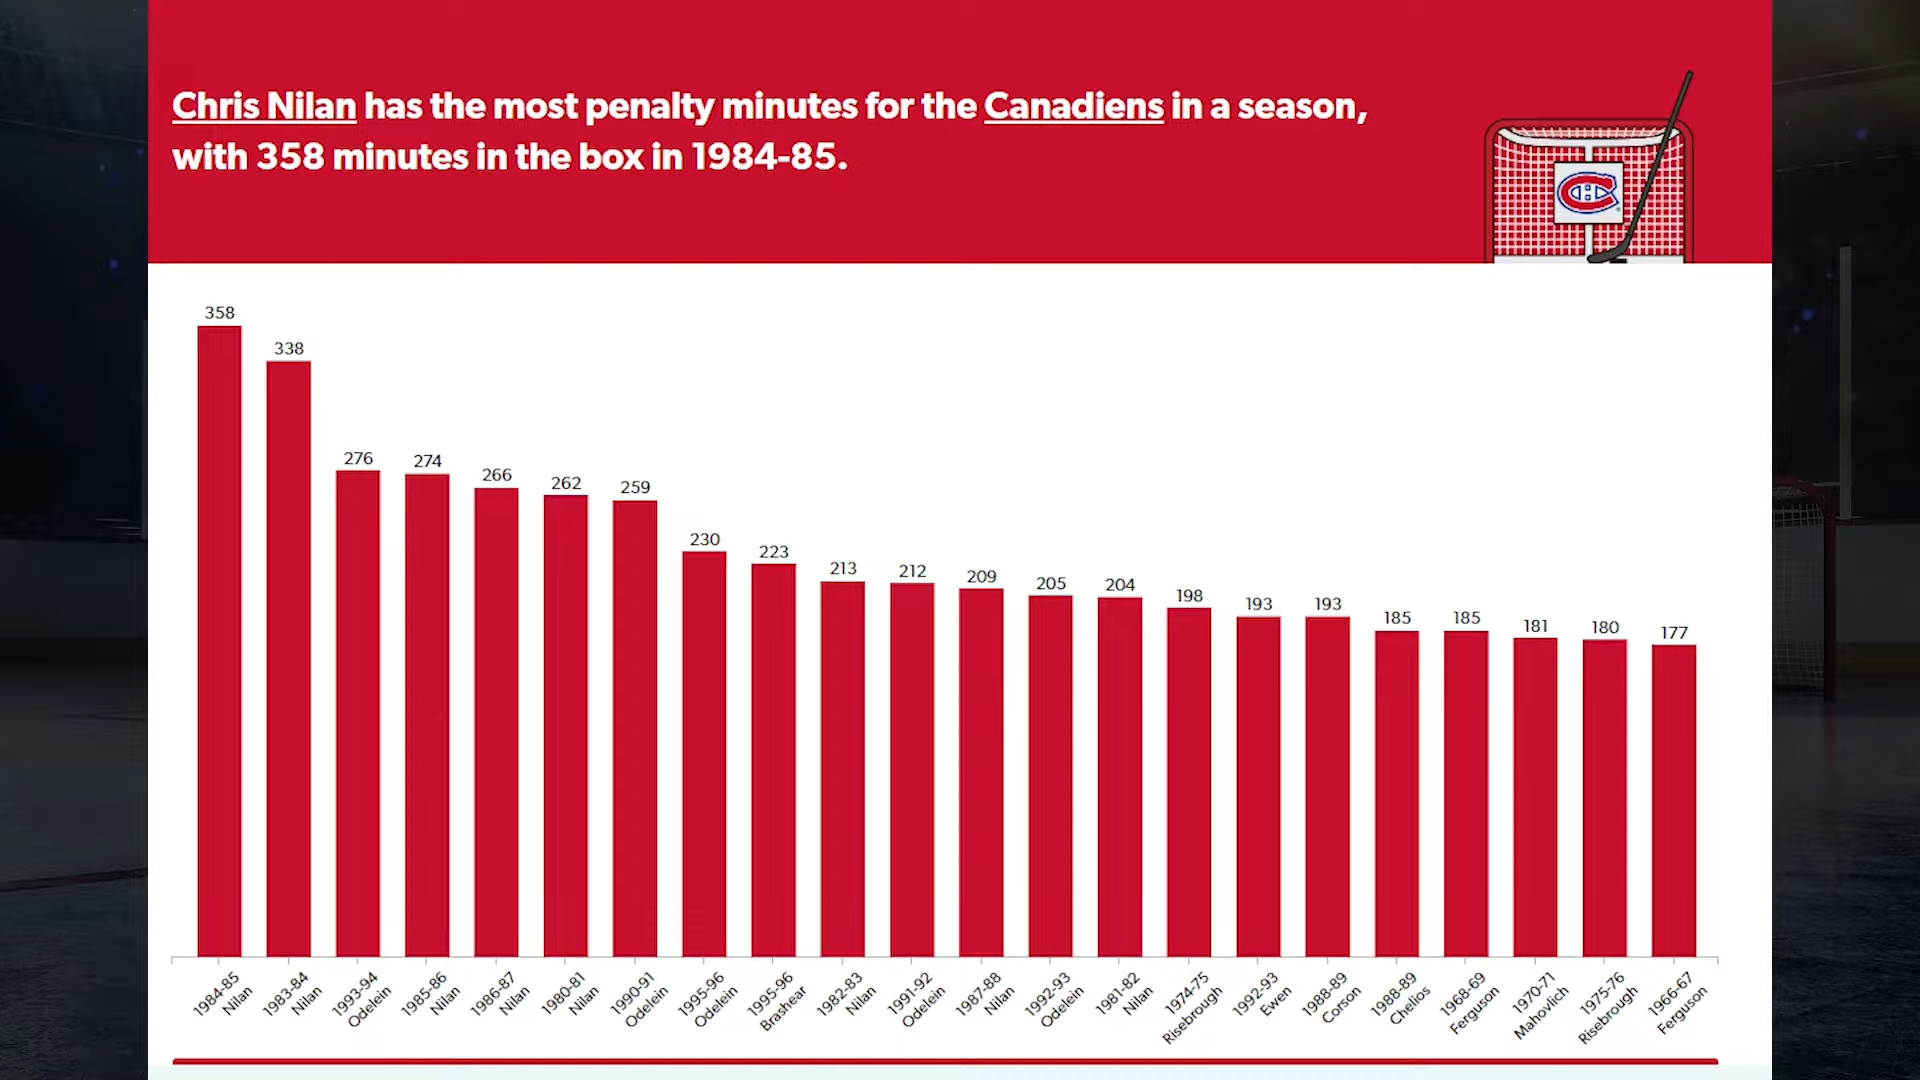 Chris Nilan has the most penalty minutes for the Canadiens in a season,
with 358 minutes in the box in 1984-85.
358
338
276
274
266
262
259
230
223
213
212
209
205
204
198
193
193
185
185
181
180
177
1984-85
Nilan
1983-84
Nilan
1993-94
Odelein
1985-86
Nilan
1986-87
Nilan
1980-81
Nilan
1990-91
Odelein
1995-96
Odelein
1995-96
Brashear
1982-83
Nilan
1991-92
Odelein
1987-88
Nilan
1992-93
Odelein
1981-82
Nilan
1974-75
Risebrough
1992-93
Ewen
1988-89
Corson
1988-89
Chelios
1968-69
Ferguson
1970-71
Mahovlich
1975-76
Risebrough
1966-67
Ferguson